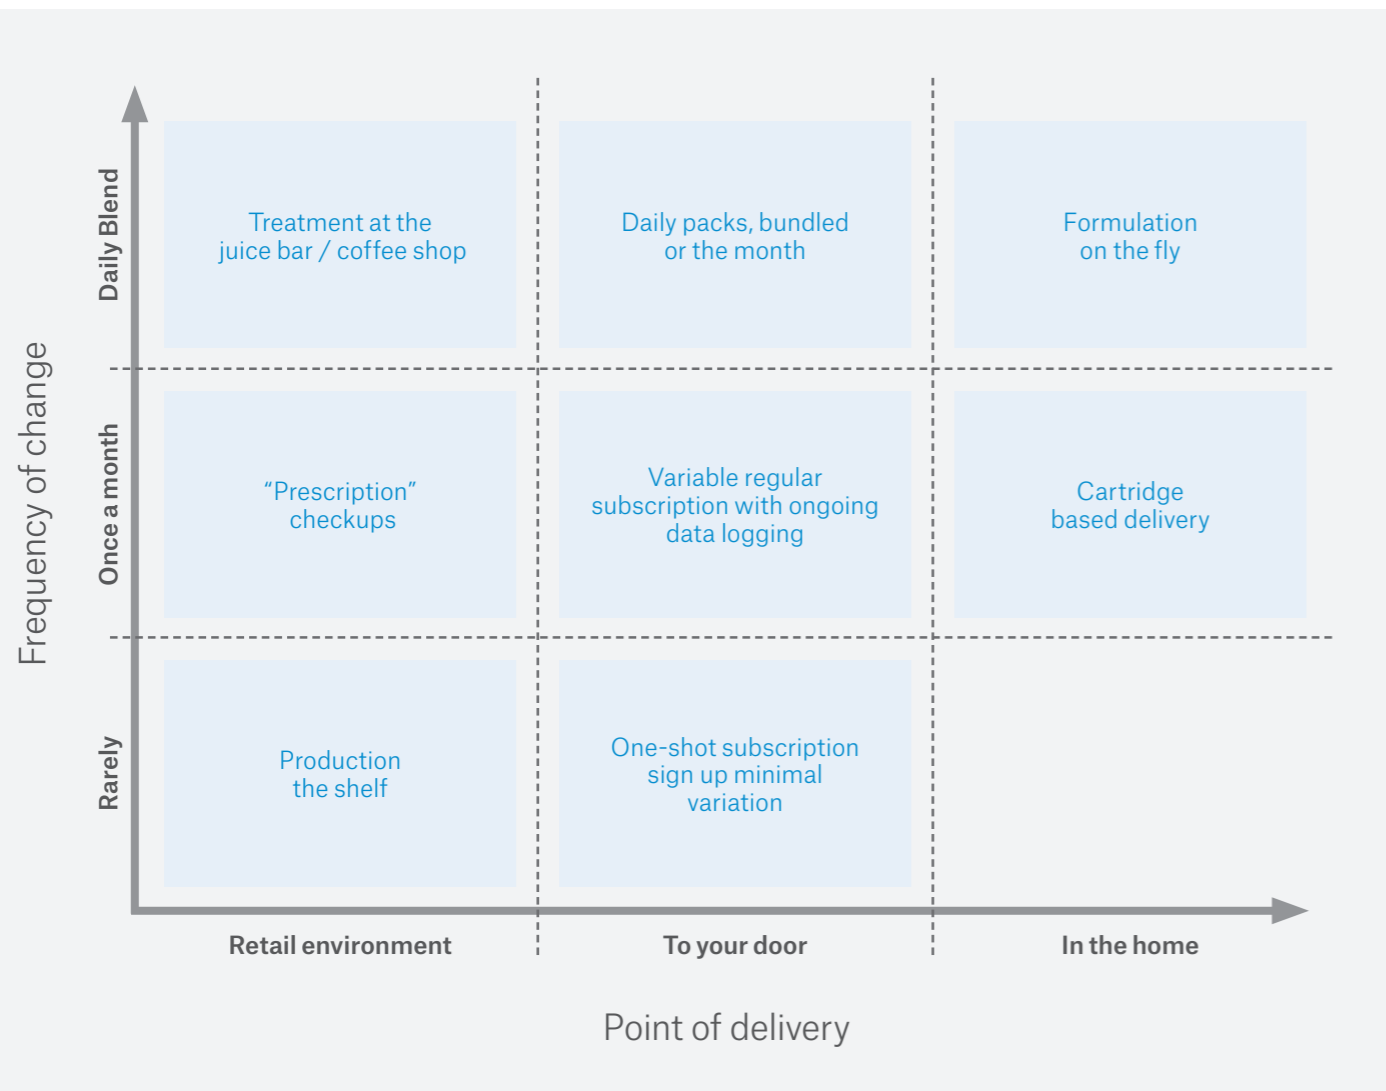 Frequency of change
Daily Blend
Treatment at the
juice bar / coffee shop
Daily packs, bundled
or the month
Formulation
on the fly
Once a month
“Prescription”
checkups
Variable regular
subscription with ongoing
data logging
Cartridge
based delivery
Rarely
Production
the shelf
One-shot subscription
sign up minimal
variation
Retail environment
To your door
In the home
Point of delivery